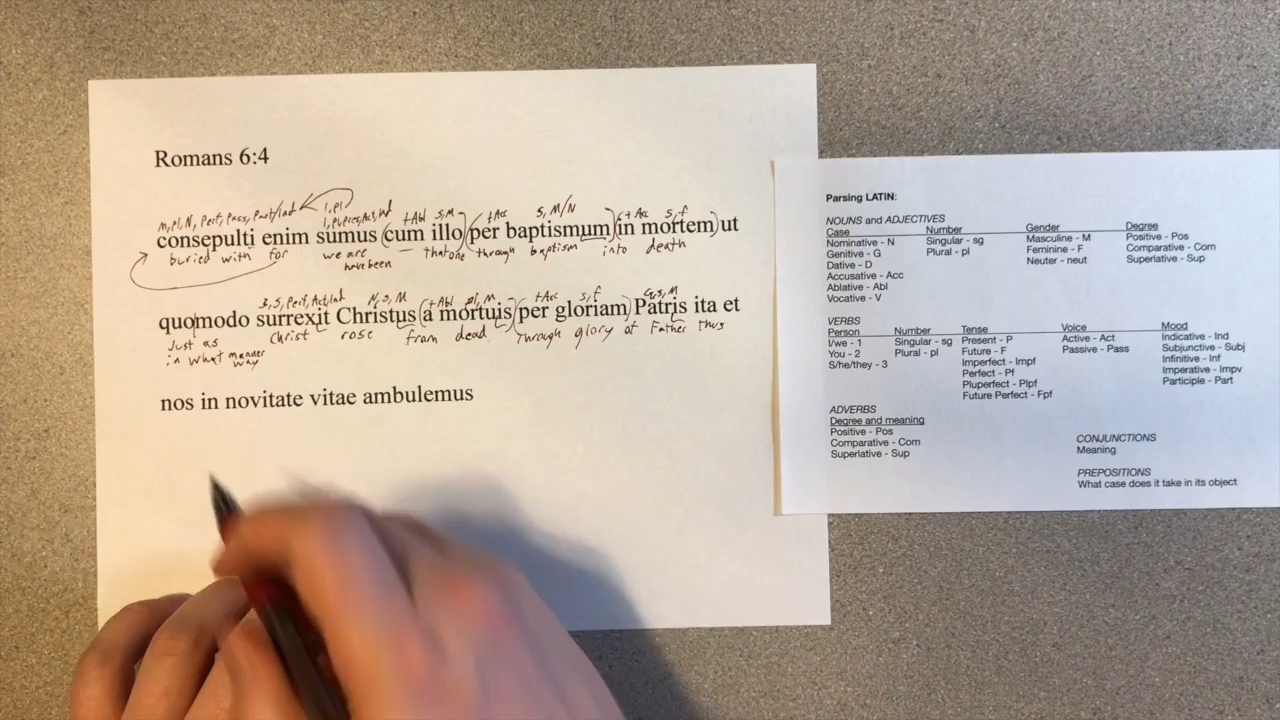 Romans 6:4
m, Pl, N, Perf, Pass, Part/Ind 1, Pl
1, Pl, Pres, Act, Ind +Abl S, M +Acc S, M/N + Acc S, f
consepulti enim sumus (cum illo) (per baptismum) (in mortem) ut
buried with for we are that one through baptism into death
have been
3, S, Perf, Act, Ind N, S, M +Abl Pl, M +Acc S, f G, S, M
quomodo surrexit Christus (a mortuis) (per gloriam) Patris ita et
Just as Christ rose from dead through glory of Father thus
in what manner
way
nos in novitate vitae ambulemus
Parsing LATIN:
NOUNS and ADJECTIVES
Case Number Gender Degree
Nominative - N Singular - sg Masculine - M Positive - Pos
Genitive - G Plural - pl Feminine - F Comparative - Com
Dative - D Neuter - neut Superlative - Sup
Accusative - Acc
Ablative - Abl
Vocative - V
VERBS
Person Number Tense Voice Mood
I/we - 1 Singular - sg Present - P Active - Act Indicative - Ind
You - 2 Plural - pl Future - F Passive - Pass Subjunctive - Subj
S/he/they - 3 Imperfect - Impf Infinitive - Inf
Perfect - Pf Imperative - Impv
Pluperfect - Plpf Participle - Part
Future Perfect - Fpf
ADVERBS
Degree and meaning
Positive - Pos
Comparative - Com
Superlative - Sup
CONJUNCTIONS
Meaning
PREPOSITIONS
What case does it take in its object